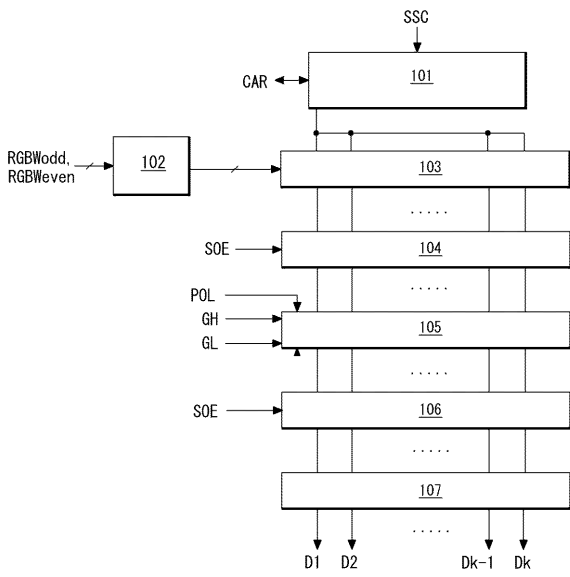 SSC
101
CAR
RGBWodd,
RGBWeven
102
103
.....
SOE
104
.....
POL
GH
GL
105
.....
SOE
106
.....
107
.....
D1 D2 Dk-1 Dk